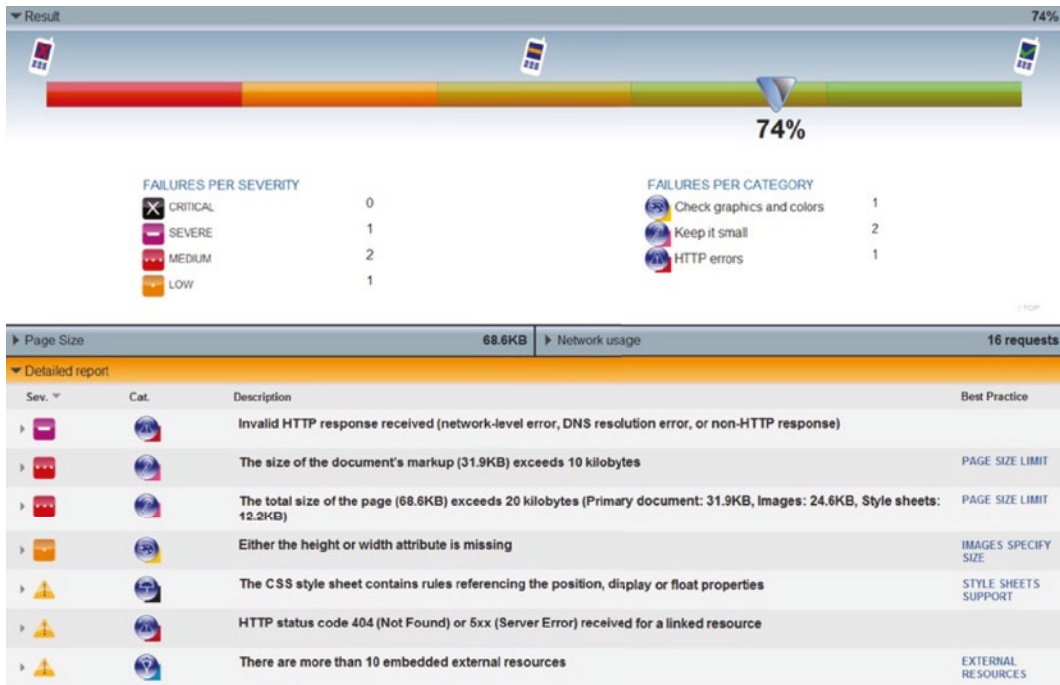 Result 74%
74%
FAILURES PER SEVERITY
CRITICAL 0
SEVERE 1
MEDIUM 2
LOW 1
FAILURES PER CATEGORY
Check graphics and colors 1
Keep it small 2
HTTP errors 1
TOP
Page Size 68.6KB
Network usage 16 requests
Detailed report
Sev. Cat. Description Best Practice
Invalid HTTP response received (network-level error, DNS resolution error, or non-HTTP response)
The size of the document's markup (31.9KB) exceeds 10 kilobytes PAGE SIZE LIMIT
The total size of the page (68.6KB) exceeds 20 kilobytes (Primary document: 31.9KB, Images: 24.6KB, Style sheets: PAGE SIZE LIMIT
12.2KB)
Either the height or width attribute is missing IMAGES SPECIFY
SIZE
The CSS style sheet contains rules referencing the position, display or float properties STYLE SHEETS
SUPPORT
HTTP status code 404 (Not Found) or 5xx (Server Error) received for a linked resource
There are more than 10 embedded external resources EXTERNAL
RESOURCES